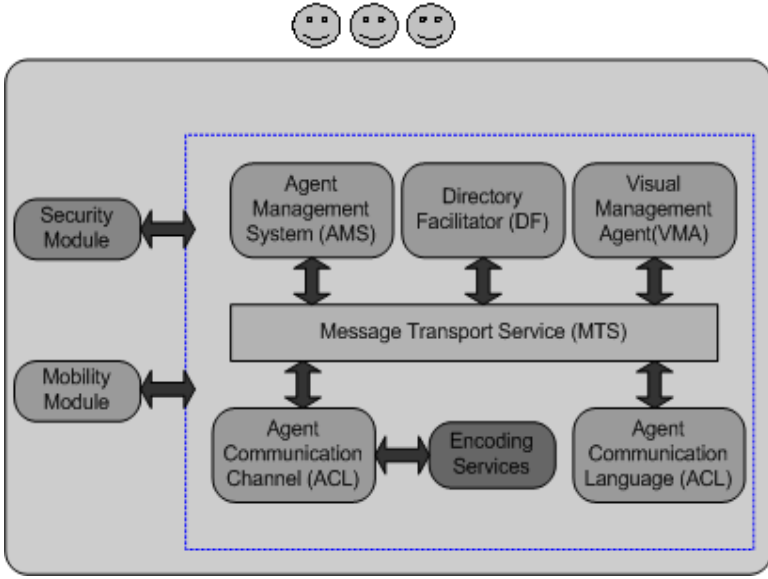 Agent
Management
System (AMS)
Directory
Facilitator (DF)
Visual
Management
Agent(VMA)
Security
Module
Message Transport Service (MTS)
Mobility
Module
Agent
Communication
Channel (ACL)
Encoding
Services
Agent
Communication
Language (ACL)